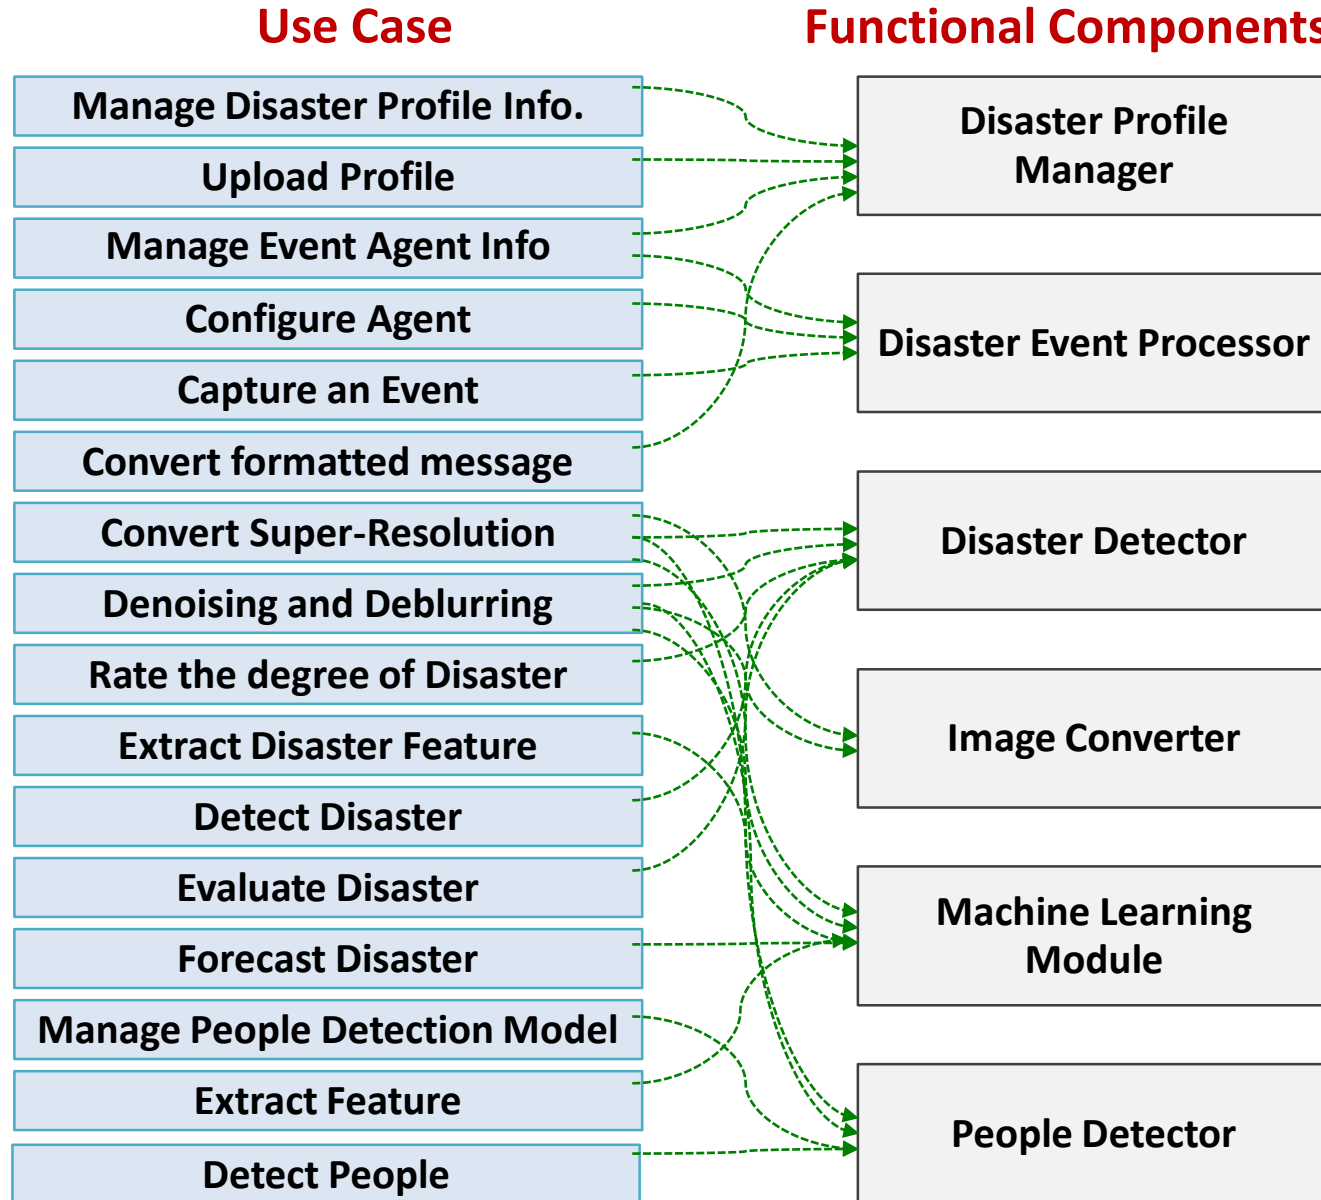 Use Case
Functional Components
Manage Disaster Profile Info.
Upload Profile
Manage Event Agent Info
Configure Agent
Capture an Event
Convert formatted message
Convert Super-Resolution
Denoising and Deblurring
Rate the degree of Disaster
Extract Disaster Feature
Detect Disaster
Evaluate Disaster
Forecast Disaster
Manage People Detection Model
Extract Feature
Detect People
Disaster Profile
Manager
Disaster Event Processor
Disaster Detector
Image Converter
Machine Learning
Module
People Detector